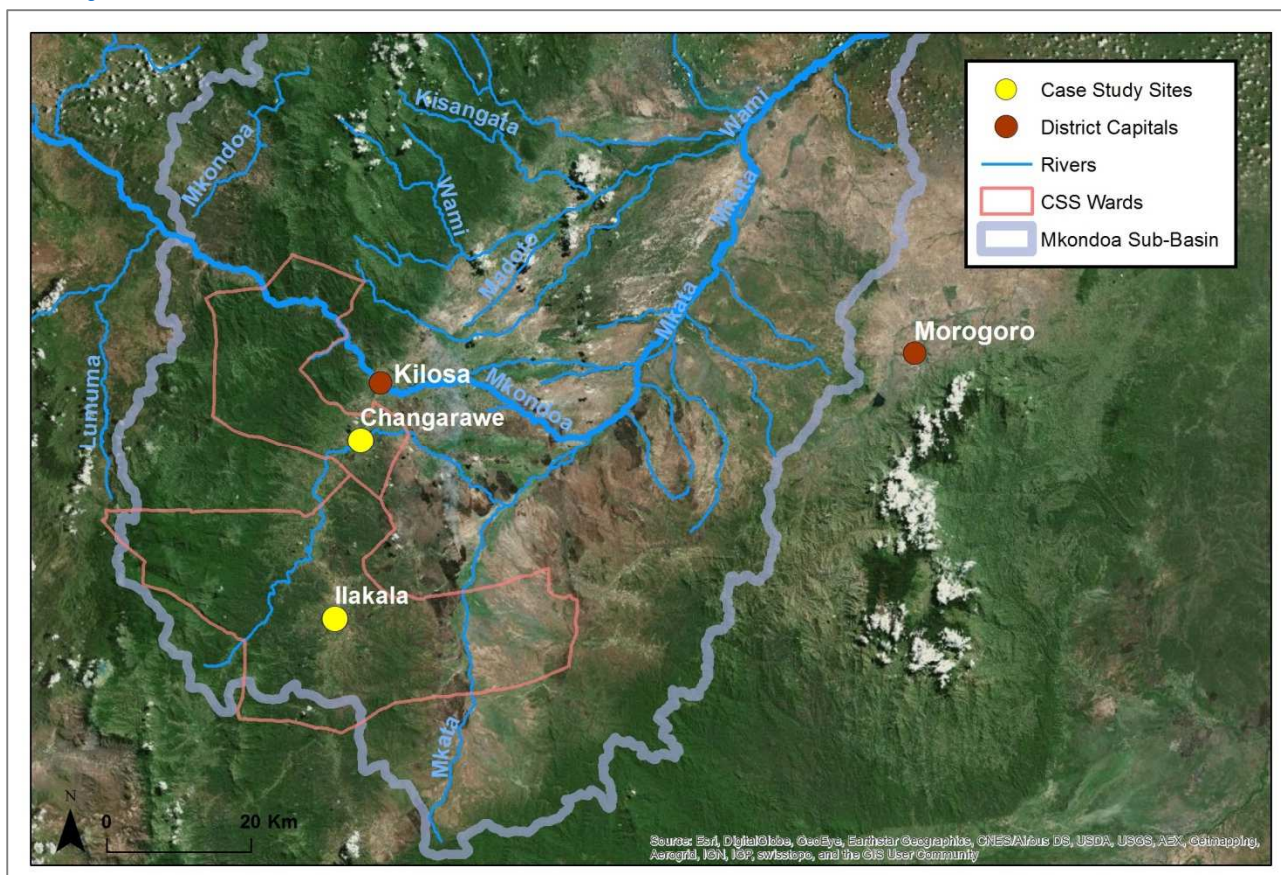 Kisangata
Wami
Mkondoa
Wami
Mkata
Madoto
Mkata
Lumuma
Kilosa
Mkondoa
Changarawe
Morogoro
Ilakala
Mkata
Case Study Sites
District Capitals
Rivers
CSS Wards
Mkondoa Sub-Basin
N
0 20 Km
Source: Esri, DigitalGlobe, GeoEye, Earthstar Geographics, CNES/Airbus DS, USDA, USGS, AEX, Getmapping,
Aerogrid, IGN, IGP, swisstopo, and the GIS User Community